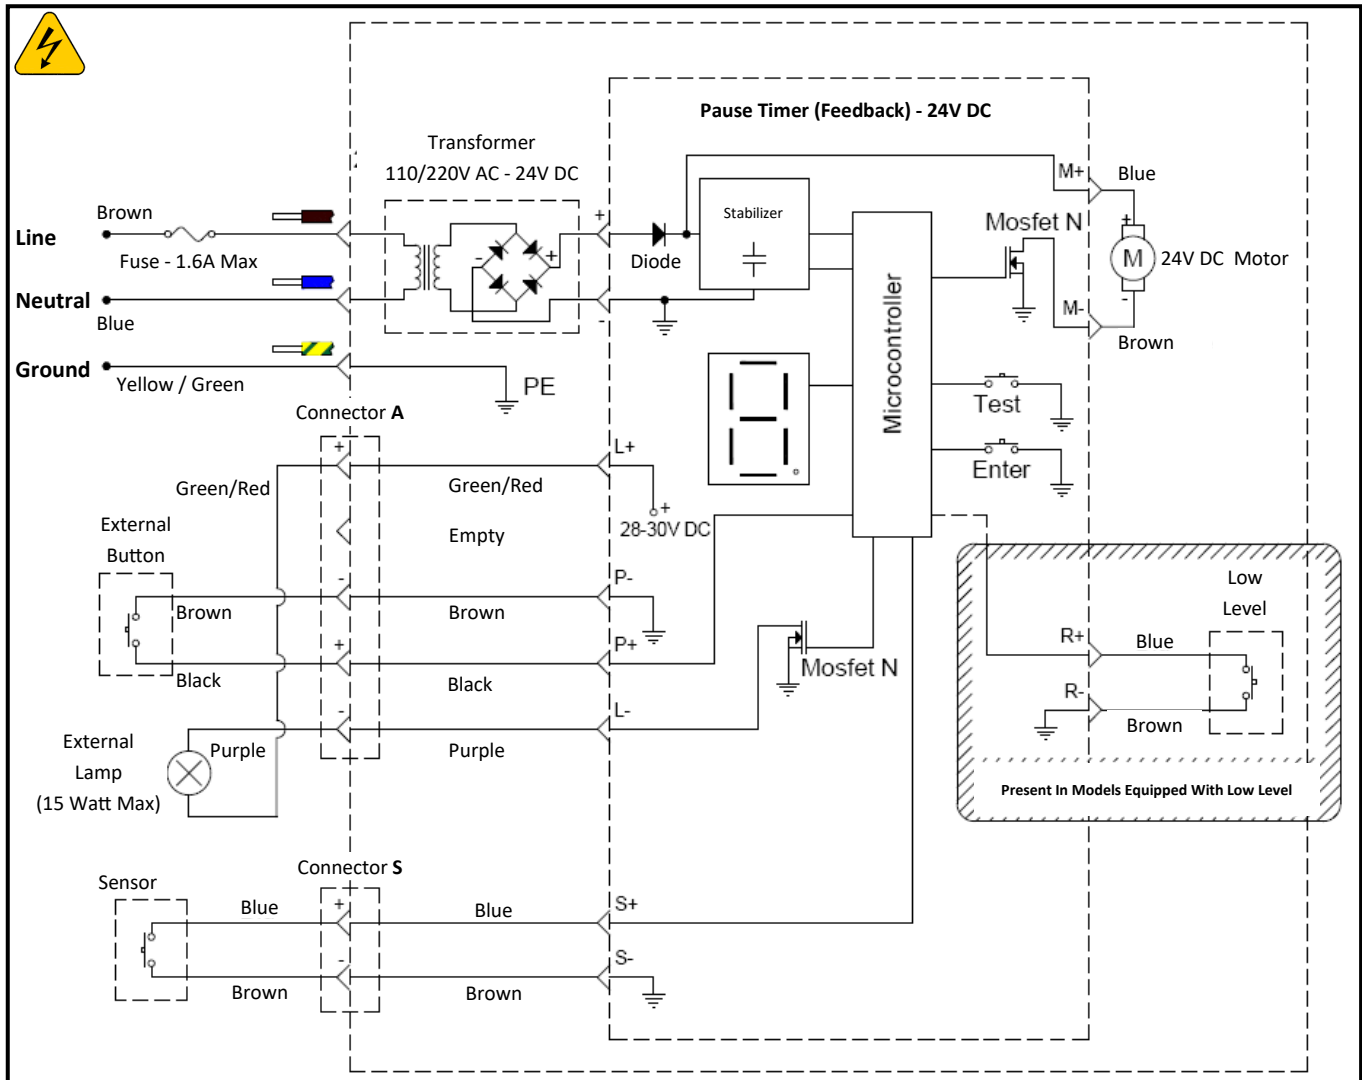 Pause Timer (Feedback) - 24V DC
Transformer
110/220V AC - 24V DC
M+
Blue
Brown
Line
Fuse - 1.6A Max
+
-
+
+
Diode
Stabilizer
Mosfet N
+
M
24V DC Motor
-
M-
Brown
Neutral
Blue
-
Microcontroller
Ground
Yellow / Green
PE
Test
Enter
Connector A
+
Green/Red
Green/Red
L+
+
28-30V DC
Empty
External
Button
-
Brown
Brown
P-
+
Black
Black
P+
Mosfet N
-
Purple
Purple
L-
External
Lamp
(15 Watt Max)
Low
Level
R+
Blue
R-
Brown
Present In Models Equipped With Low Level
Connector S
Sensor
+
Blue
Blue
S+
-
Brown
Brown
S-